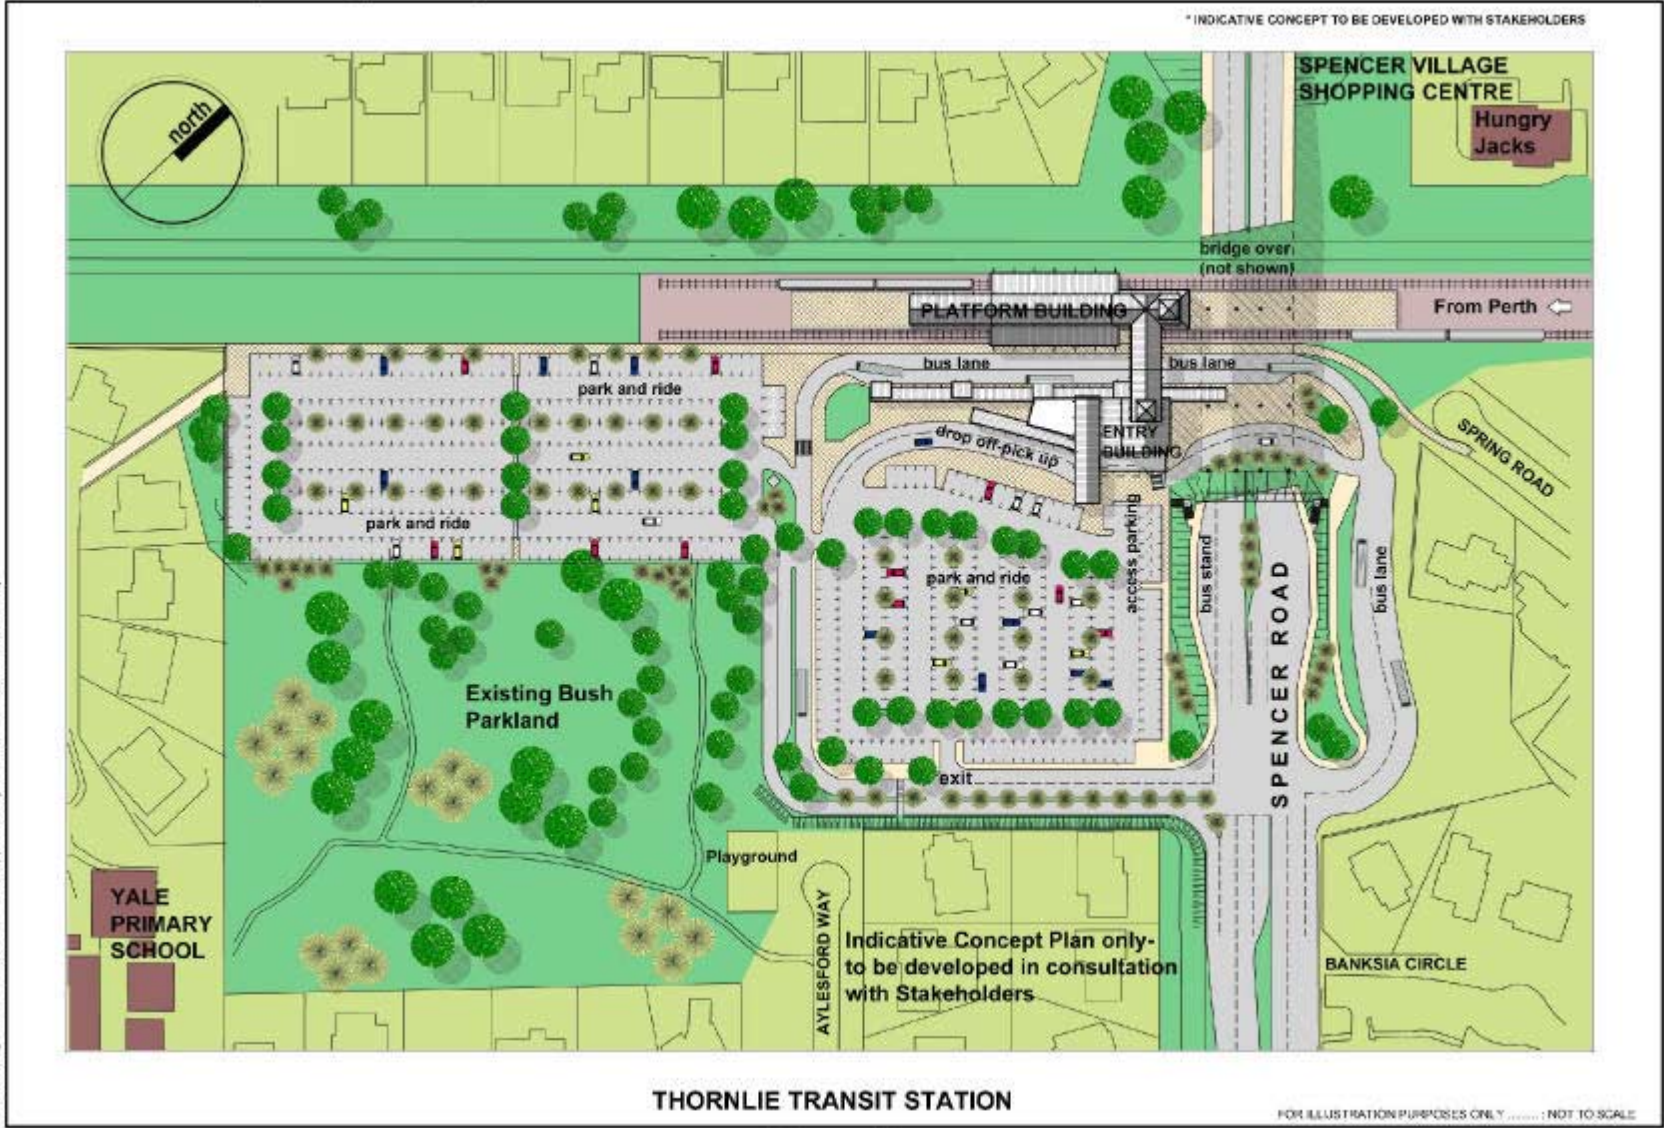 * INDICATIVE CONCEPT TO BE DEVELOPED WITH STAKEHOLDERS
SPENCER VILLAGE
SHOPPING CENTRE
Hungry
Jacks
north
bridge over
(not shown)
PLATFORM BUILDING
From Perth
bus lane
bus lane
park and ride
drop off-pick up
ENTRY
BUILDING
SPRING ROAD
park and ride
access parking
park and ride
bus stand
SPENCER ROAD
bus lane
Existing Bush
Parkland
exit
Playground
YALE
PRIMARY
SCHOOL
AYLESFORD WAY
Indicative Concept Plan only-
to be developed in consultation
with Stakeholders
BANKSIA CIRCLE
THORNLIE TRANSIT STATION
FOR ILLUSTRATION PURPOSES ONLY ....... : NOT TO SCALE